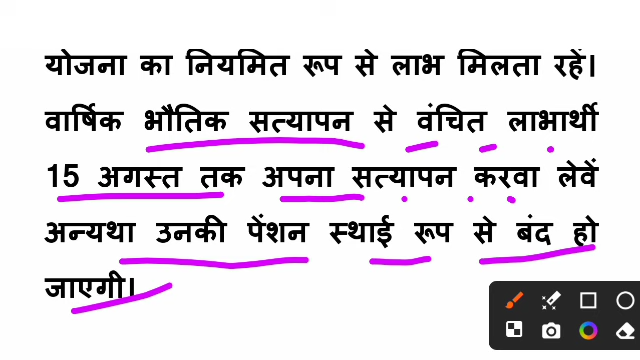 योजना का नियमित रूप से लाभ मिलता रहें।
वार्षिक भौतिक सत्यापन से वंचित लाभार्थी
15 अगस्त तक अपना सत्यापन करवा लेवें
अन्यथा उनकी पेंशन स्थाई रूप से बंद हो
जाएगी।